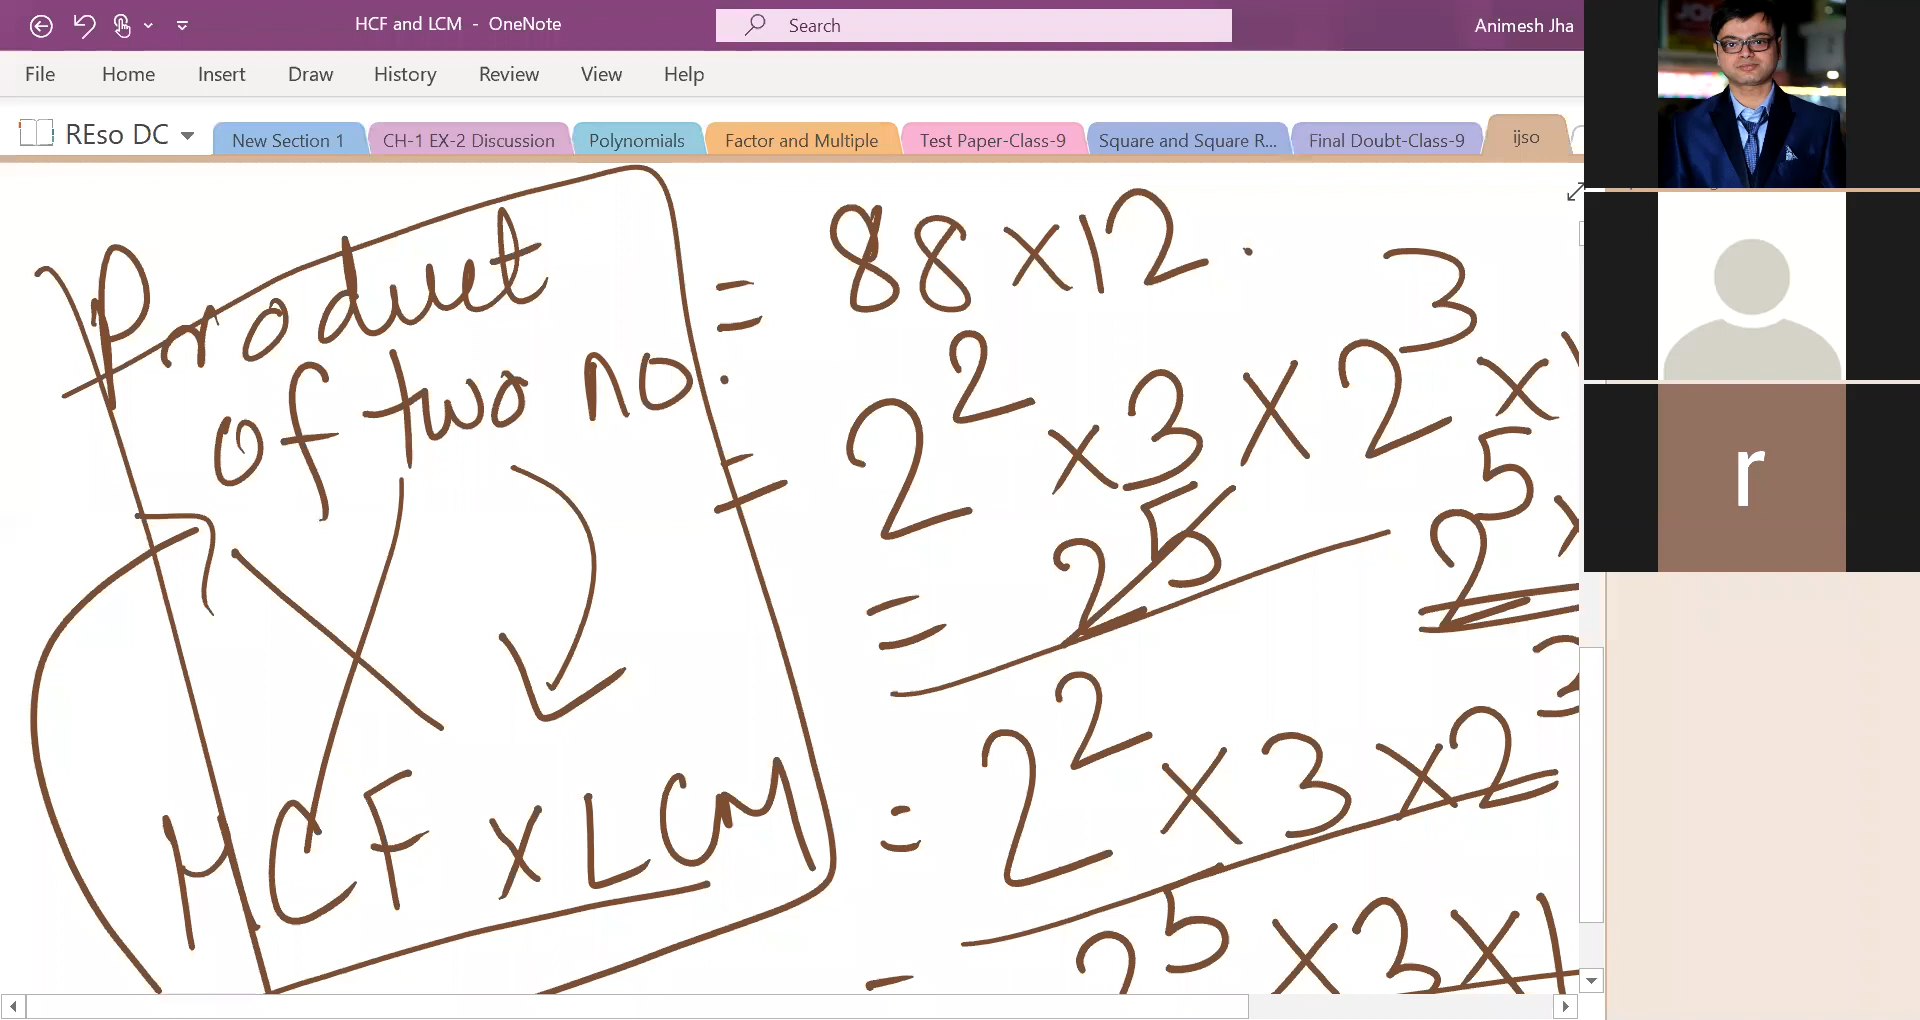 HCF and LCM - OneNote
Search
Animesh Jha
File Home Insert Draw History Review View Help
REso DC
New Section 1
CH-1 EX-2 Discussion
Polynomials
Factor and Multiple
Test Paper-Class-9
Square and Square R...
Final Doubt-Class-9
ijso
Product
of two no.
HCF x LCM
= 88 x 12.
= 2² x 3 x 2³ x
= 2⁵
2⁵ x
= 2² x 3 x 2³
= 2⁵ x 3 x 1
r